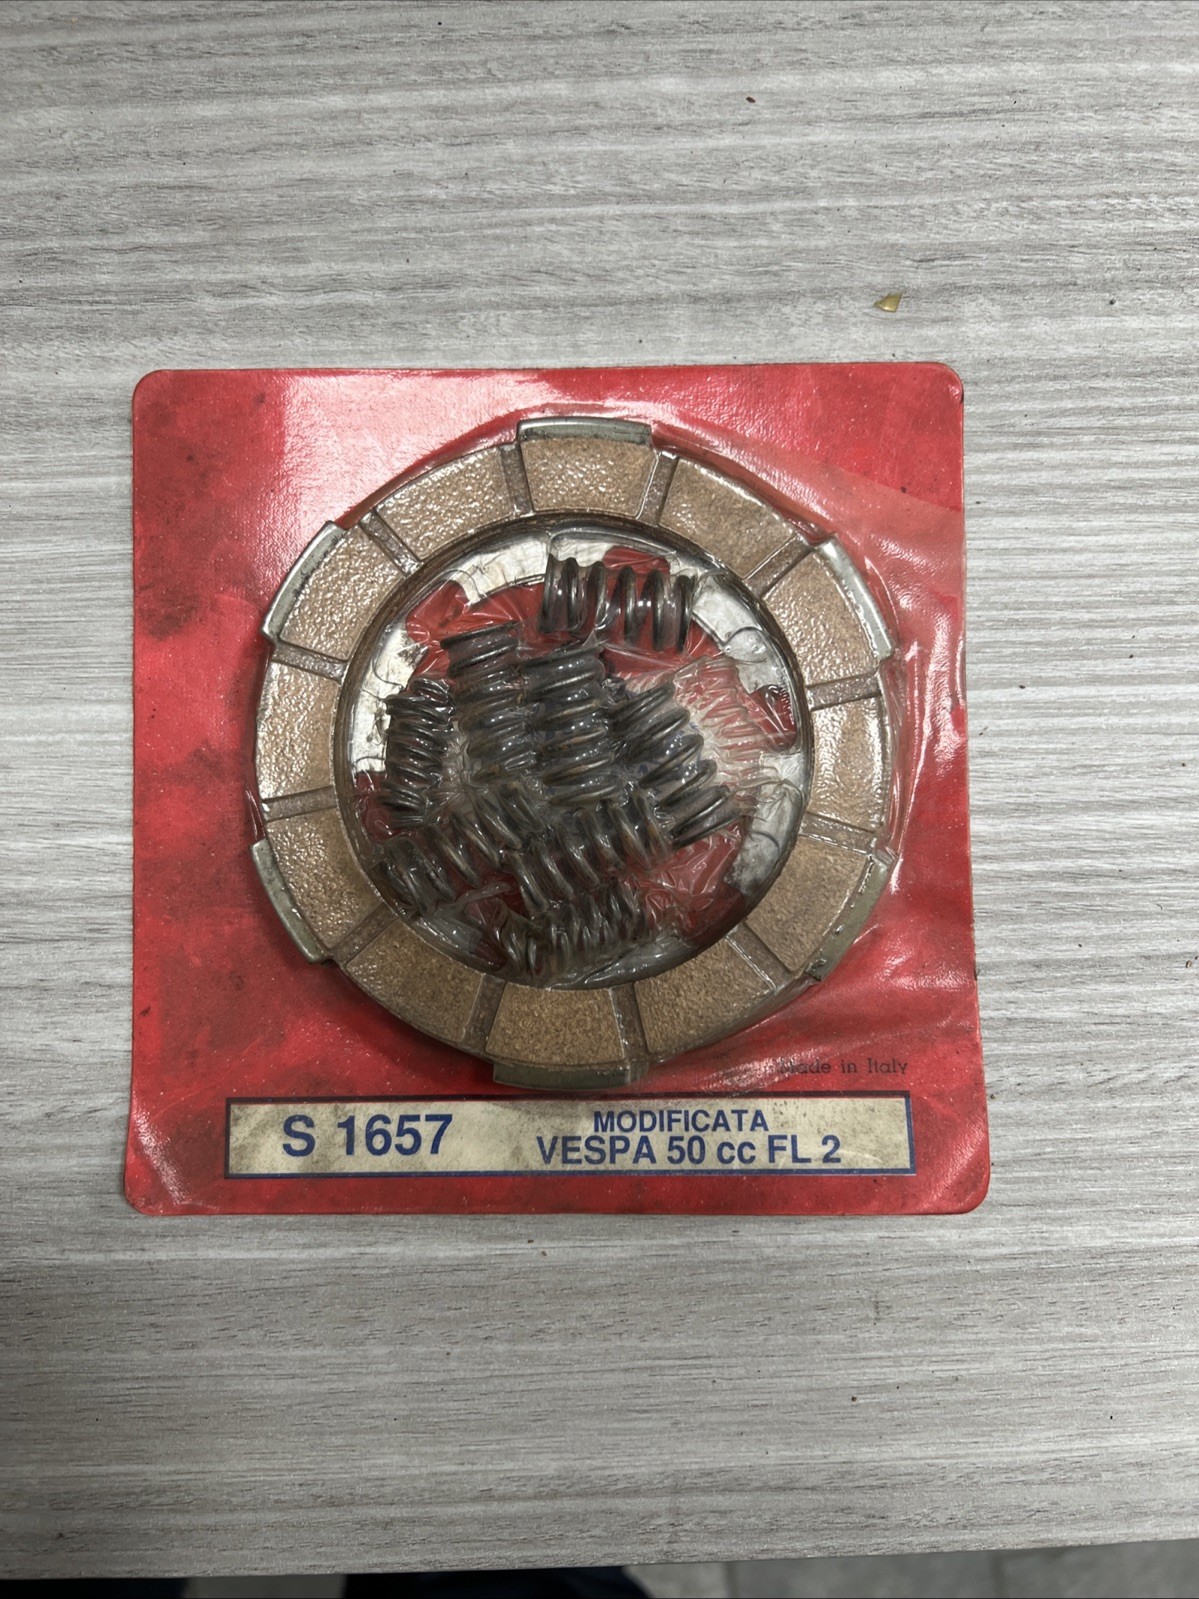 Made in Italy
S 1657
MODIFICATA
VESPA 50 cc FL 2